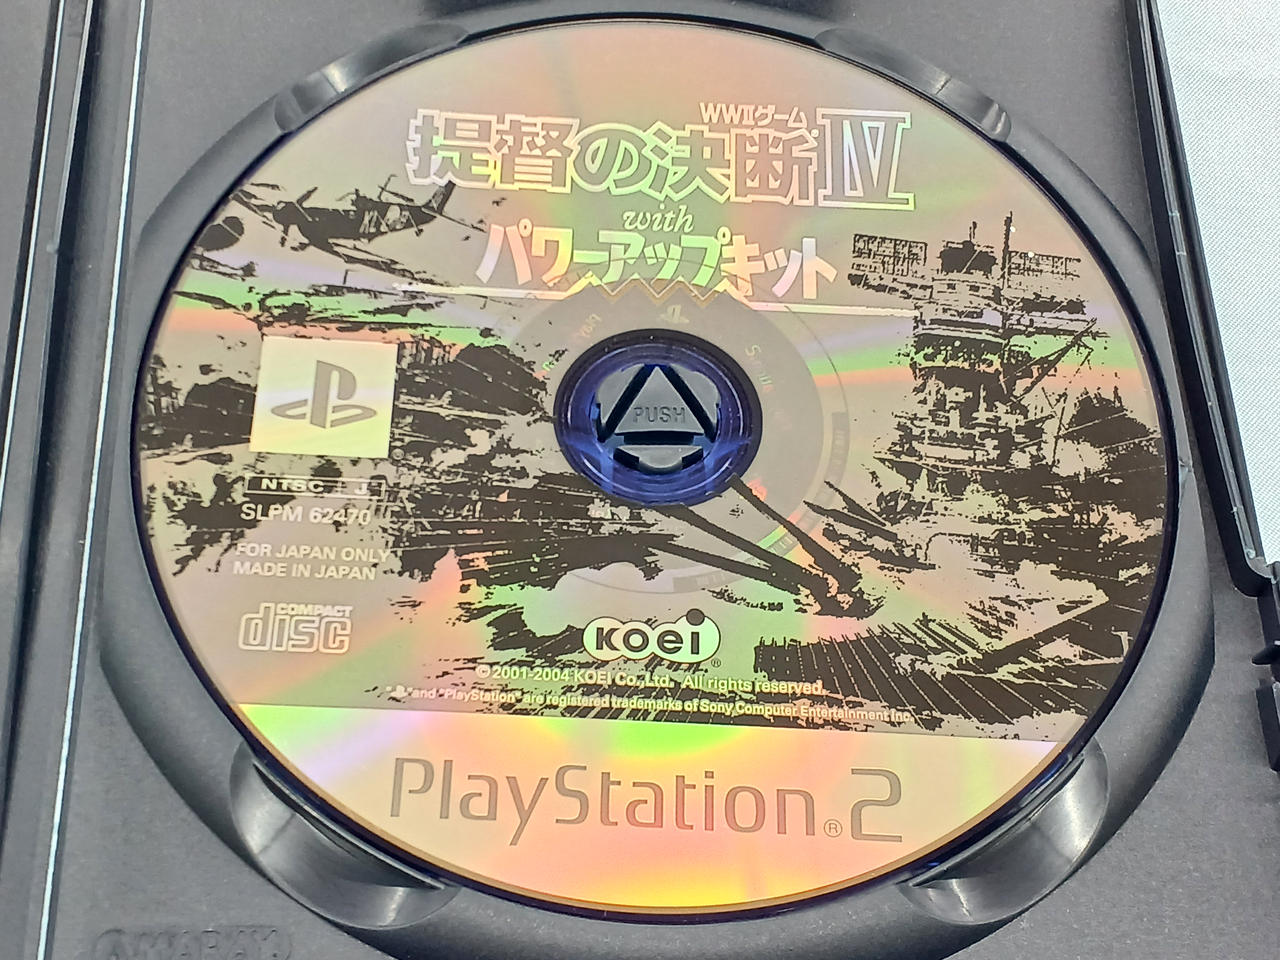 WWIIゲーム
提督の決断IV
with
パワーアップキット
PUSH
NTSC J
SLPM 62470
FOR JAPAN ONLY
MADE IN JAPAN
COMPACT
disc
KOEI ®
©2001-2004 KOEI Co., Ltd. All rights reserved.
"and "PlayStation" are registered trademarks of Sony Computer Entertainment Inc.
PlayStation®2